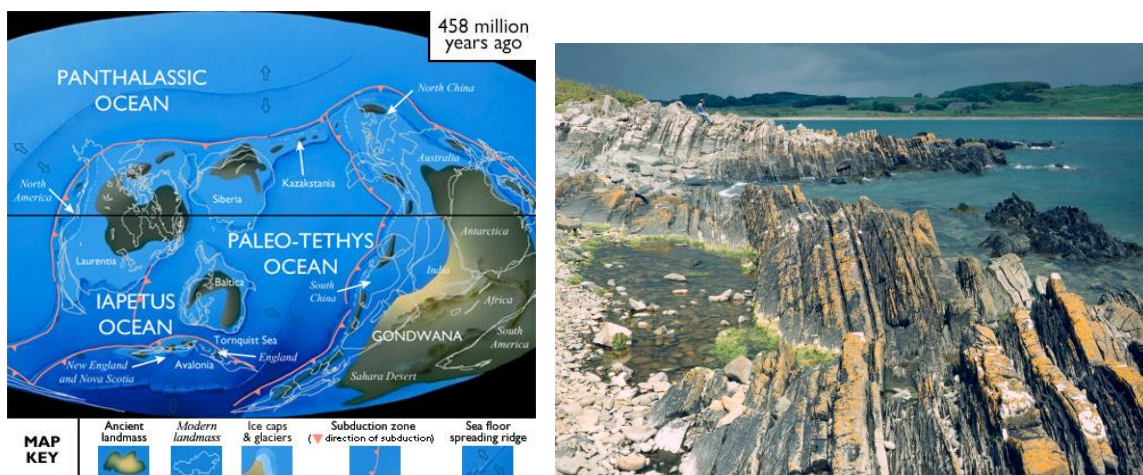 458 million
years ago
PANTHALASSIC
OCEAN
North China
Australia
Kazakstania
North
America
Siberia
Antarctica
PALEO-TETHYS
OCEAN
Laurentia
India
Baltica
South
China
IAPETUS
OCEAN
Africa
GONDWANA
South
America
Tornquist Sea
England
New England
and Nova Scotia
Avalonia
Sahara Desert
MAP
KEY
Ancient
landmass
Modern
landmass
Ice caps
& glaciers
Subduction zone
( direction of subduction)
Sea floor
spreading ridge